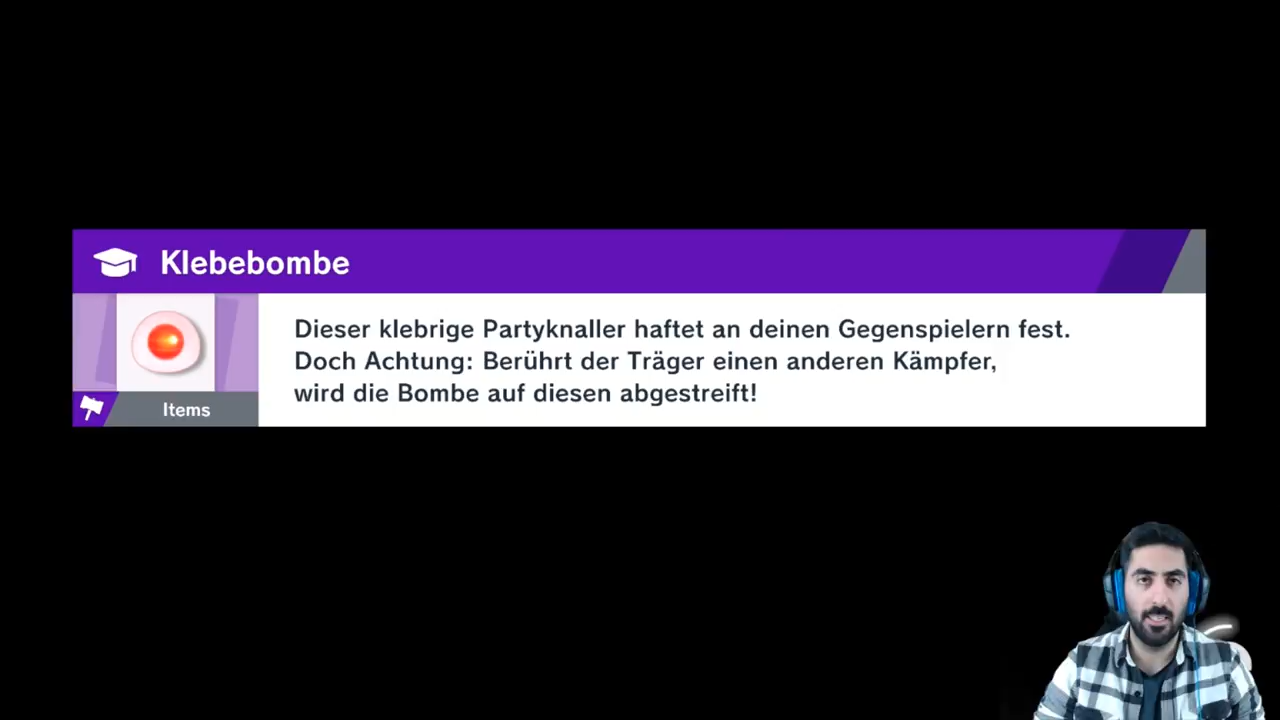 Klebebombe
Dieser klebrige Partyknaller haftet an deinen Gegenspielern fest.
Doch Achtung: Berührt der Träger einen anderen Kämpfer,
wird die Bombe auf diesen abgestreift!
Items